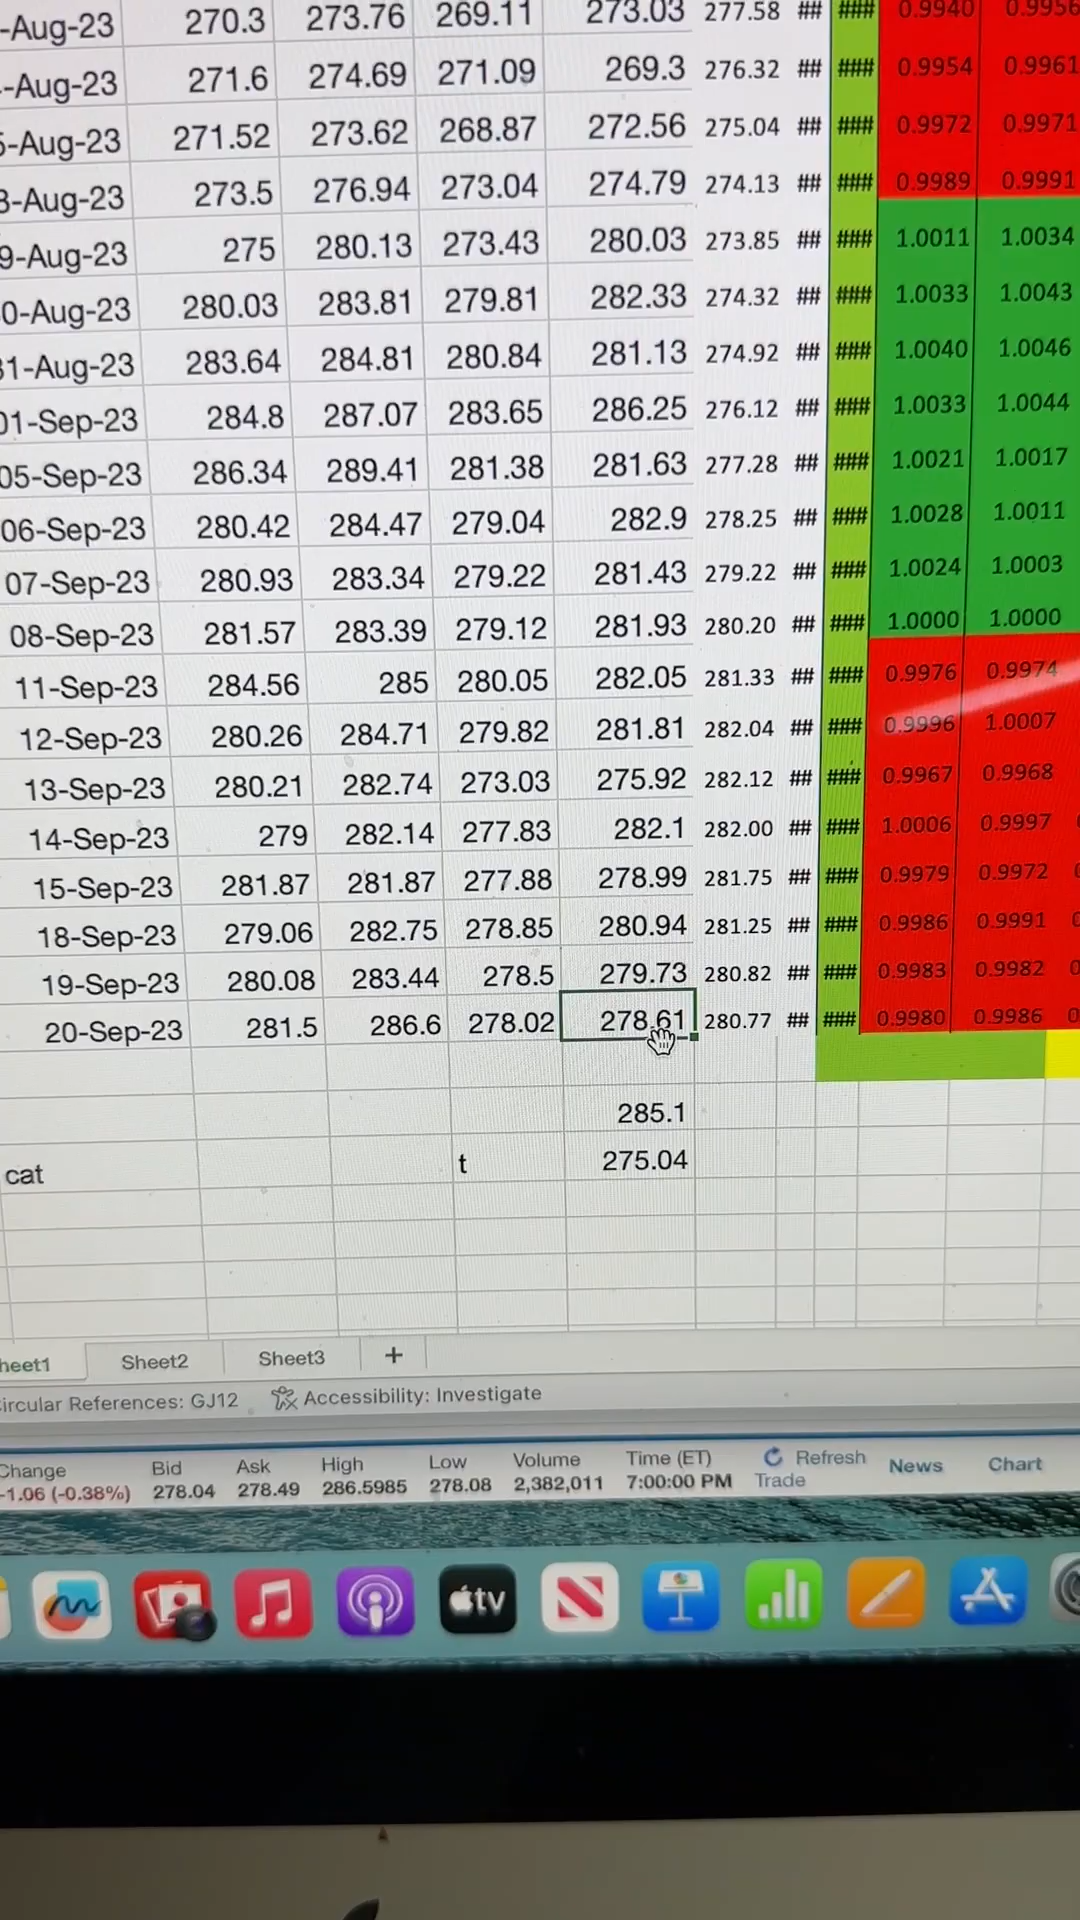 -Aug-23 270.3 273.76 269.11 273.03 277.58 ## ### 0.9940 0.9956
-Aug-23 271.6 274.69 271.09 269.3 276.32 ## ### 0.9954 0.9961
5-Aug-23 271.52 273.62 268.87 272.56 275.04 ## ### 0.9972 0.9971
8-Aug-23 273.5 276.94 273.04 274.79 274.13 ## ### 0.9989 0.9991
9-Aug-23 275 280.13 273.43 280.03 273.85 ## ### 1.0011 1.0034
0-Aug-23 280.03 283.81 279.81 282.33 274.32 ## ### 1.0033 1.0043
31-Aug-23 283.64 284.81 280.84 281.13 274.92 ## ### 1.0040 1.0046
01-Sep-23 284.8 287.07 283.65 286.25 276.12 ## ### 1.0033 1.0044
05-Sep-23 286.34 289.41 281.38 281.63 277.28 ## ### 1.0021 1.0017
06-Sep-23 280.42 284.47 279.04 282.9 278.25 ## ### 1.0028 1.0011
07-Sep-23 280.93 283.34 279.22 281.43 279.22 ## ### 1.0024 1.0003
08-Sep-23 281.57 283.39 279.12 281.93 280.20 ## ### 1.0000 1.0000
11-Sep-23 284.56 285 280.05 282.05 281.33 ## ### 0.9976 0.9974
12-Sep-23 280.26 284.71 279.82 281.81 282.04 ## ### 0.9996 1.0007
13-Sep-23 280.21 282.74 273.03 275.92 282.12 ## ### 0.9967 0.9968
14-Sep-23 279 282.14 277.83 282.1 282.00 ## ### 1.0006 0.9997
15-Sep-23 281.87 281.87 277.88 278.99 281.75 ## ### 0.9979 0.9972
18-Sep-23 279.06 282.75 278.85 280.94 281.25 ## ### 0.9986 0.9991
19-Sep-23 280.08 283.44 278.5 279.73 280.82 ## ### 0.9983 0.9982
20-Sep-23 281.5 286.6 278.02 278.61 280.77 ## ### 0.9980 0.9986
285.1
cat t 275.04
heet1 Sheet2 Sheet3 +
ircular References: GJ12 Accessibility: Investigate
Change Bid Ask High Low Volume Time (ET) Refresh News Chart
-1.06 (-0.38%) 278.04 278.49 286.5985 278.08 2,382,011 7:00:00 PM Trade
tv